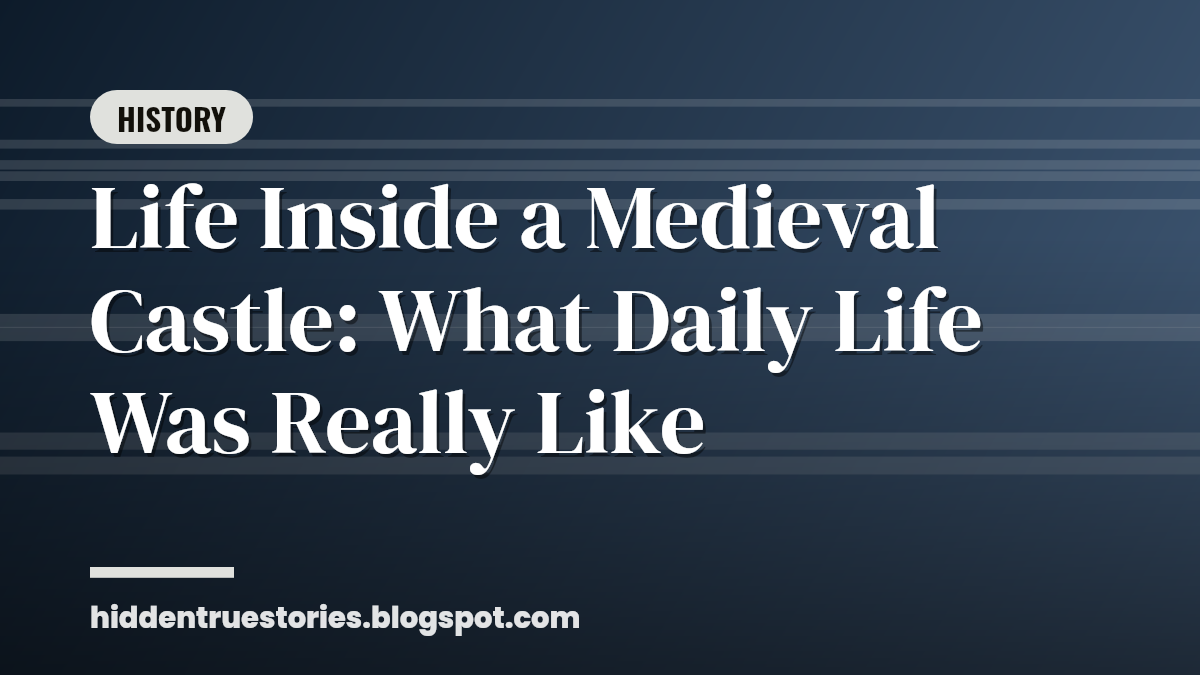 HISTORY
Life Inside a Medieval
Castle: What Daily Life
Was Really Like
hiddentruestories.blogspot.com